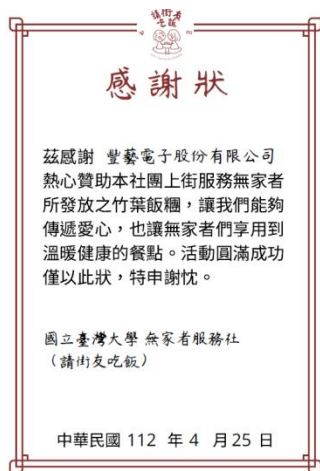 請街友
吃飯
感謝狀
茲感謝 豐藝電子股份有限公司
熱心贊助本社團上街服務無家者
所發放之竹葉飯糰，讓我們能夠
傳遞愛心，也讓無家者們享用到
溫暖健康的餐點。活動圓滿成功
僅以此狀，特申謝忱。
國立臺灣大學 無家者服務社
（請街友吃飯）
中華民國 112 年 4 月 25 日